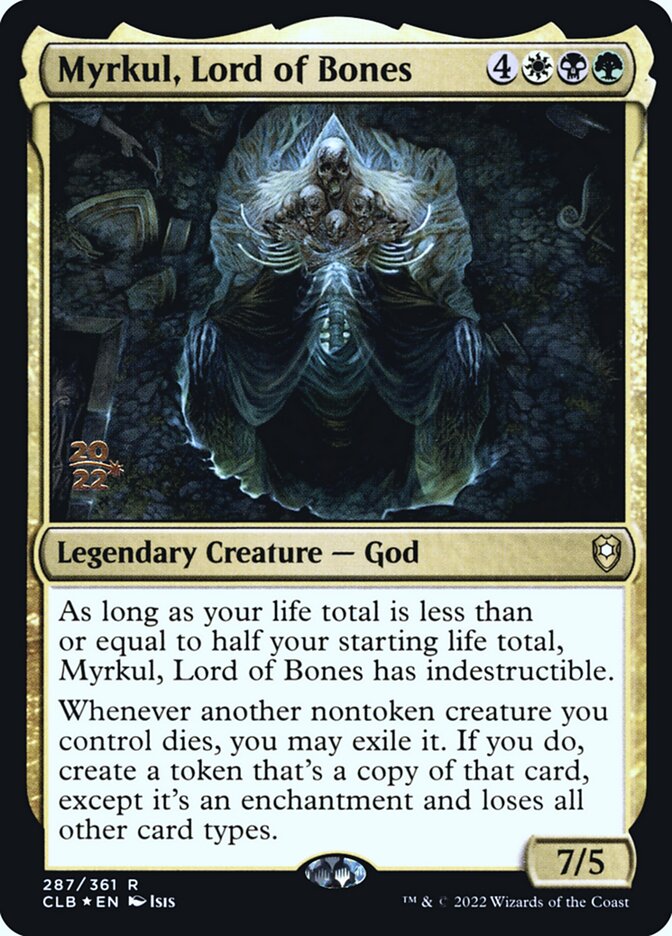 Myrkul, Lord of Bones 4
20
22
Legendary Creature — God
As long as your life total is less than
or equal to half your starting life total,
Myrkul, Lord of Bones has indestructible.
Whenever another nontoken creature you
control dies, you may exile it. If you do,
create a token that's a copy of that card,
except it's an enchantment and loses all
other card types.
7/5
287/361 R
CLB ★ EN Isis
™ & © 2022 Wizards of the Coast